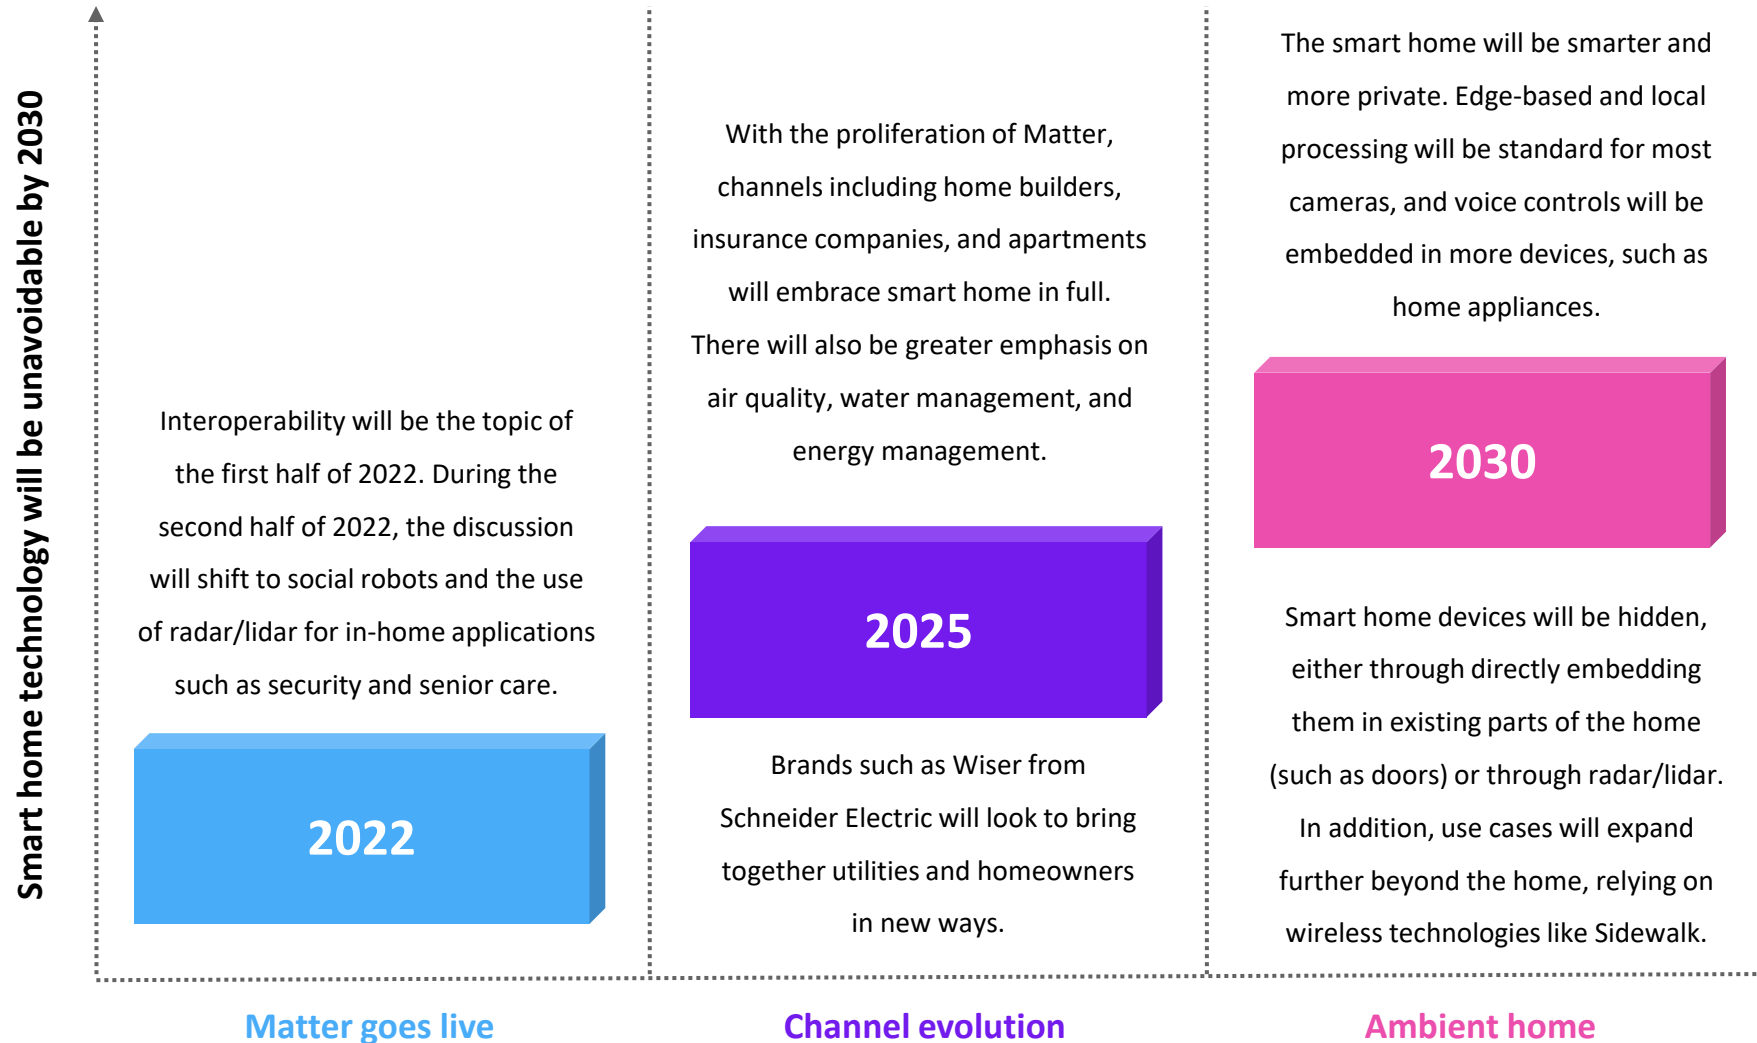 Smart home technology will be unavoidable by 2030
Interoperability will be the topic of
the first half of 2022. During the
second half of 2022, the discussion
will shift to social robots and the use
of radar/lidar for in-home applications
such as security and senior care.
2022
Matter goes live
With the proliferation of Matter,
channels including home builders,
insurance companies, and apartments
will embrace smart home in full.
There will also be greater emphasis on
air quality, water management, and
energy management.
2025
Brands such as Wiser from
Schneider Electric will look to bring
together utilities and homeowners
in new ways.
Channel evolution
The smart home will be smarter and
more private. Edge-based and local
processing will be standard for most
cameras, and voice controls will be
embedded in more devices, such as
home appliances.
2030
Smart home devices will be hidden,
either through directly embedding
them in existing parts of the home
(such as doors) or through radar/lidar.
In addition, use cases will expand
further beyond the home, relying on
wireless technologies like Sidewalk.
Ambient home